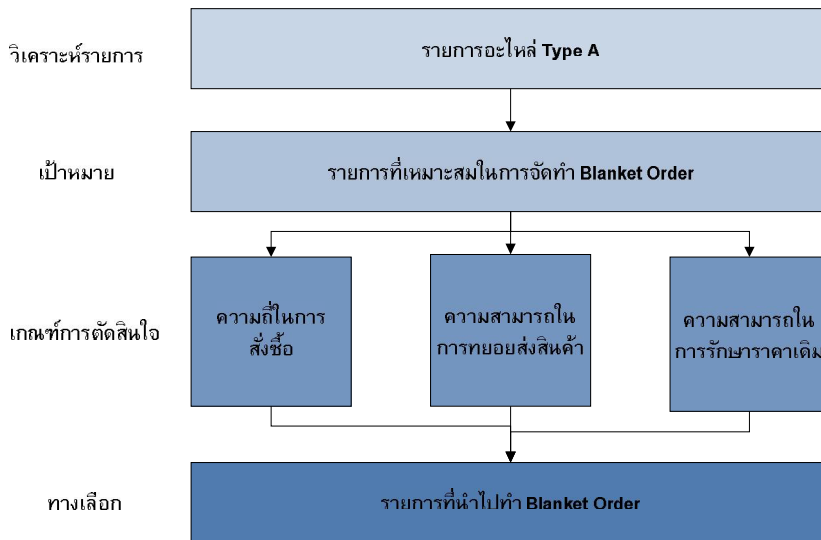 วิเคราะห์รายการ
รายการอะไหล่ Type A
เป้าหมาย
รายการที่เหมาะสมในการจัดทำ Blanket Order
เกณฑ์การตัดสินใจ
ความถี่ในการ
สั่งซื้อ
ความสามารถใน
การทยอยส่งสินค้า
ความสามารถใน
การรักษาราคาเดิม
ทางเลือก
รายการที่นำไปทำ Blanket Order